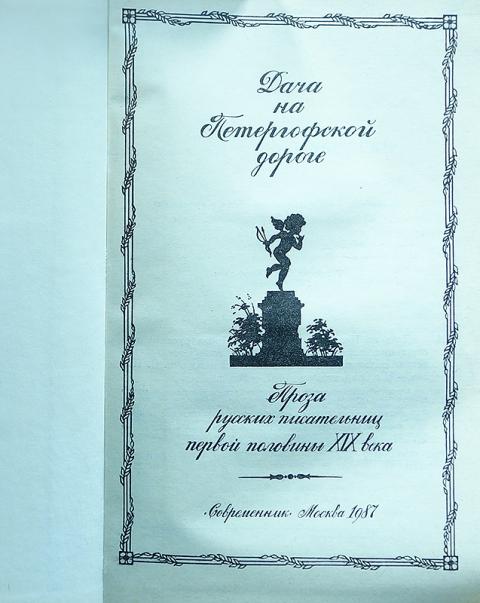 Дача
на
Петергофской
дороге
Проза
русских писательниц
первой половины XIX века
«Современник» Москва 1987